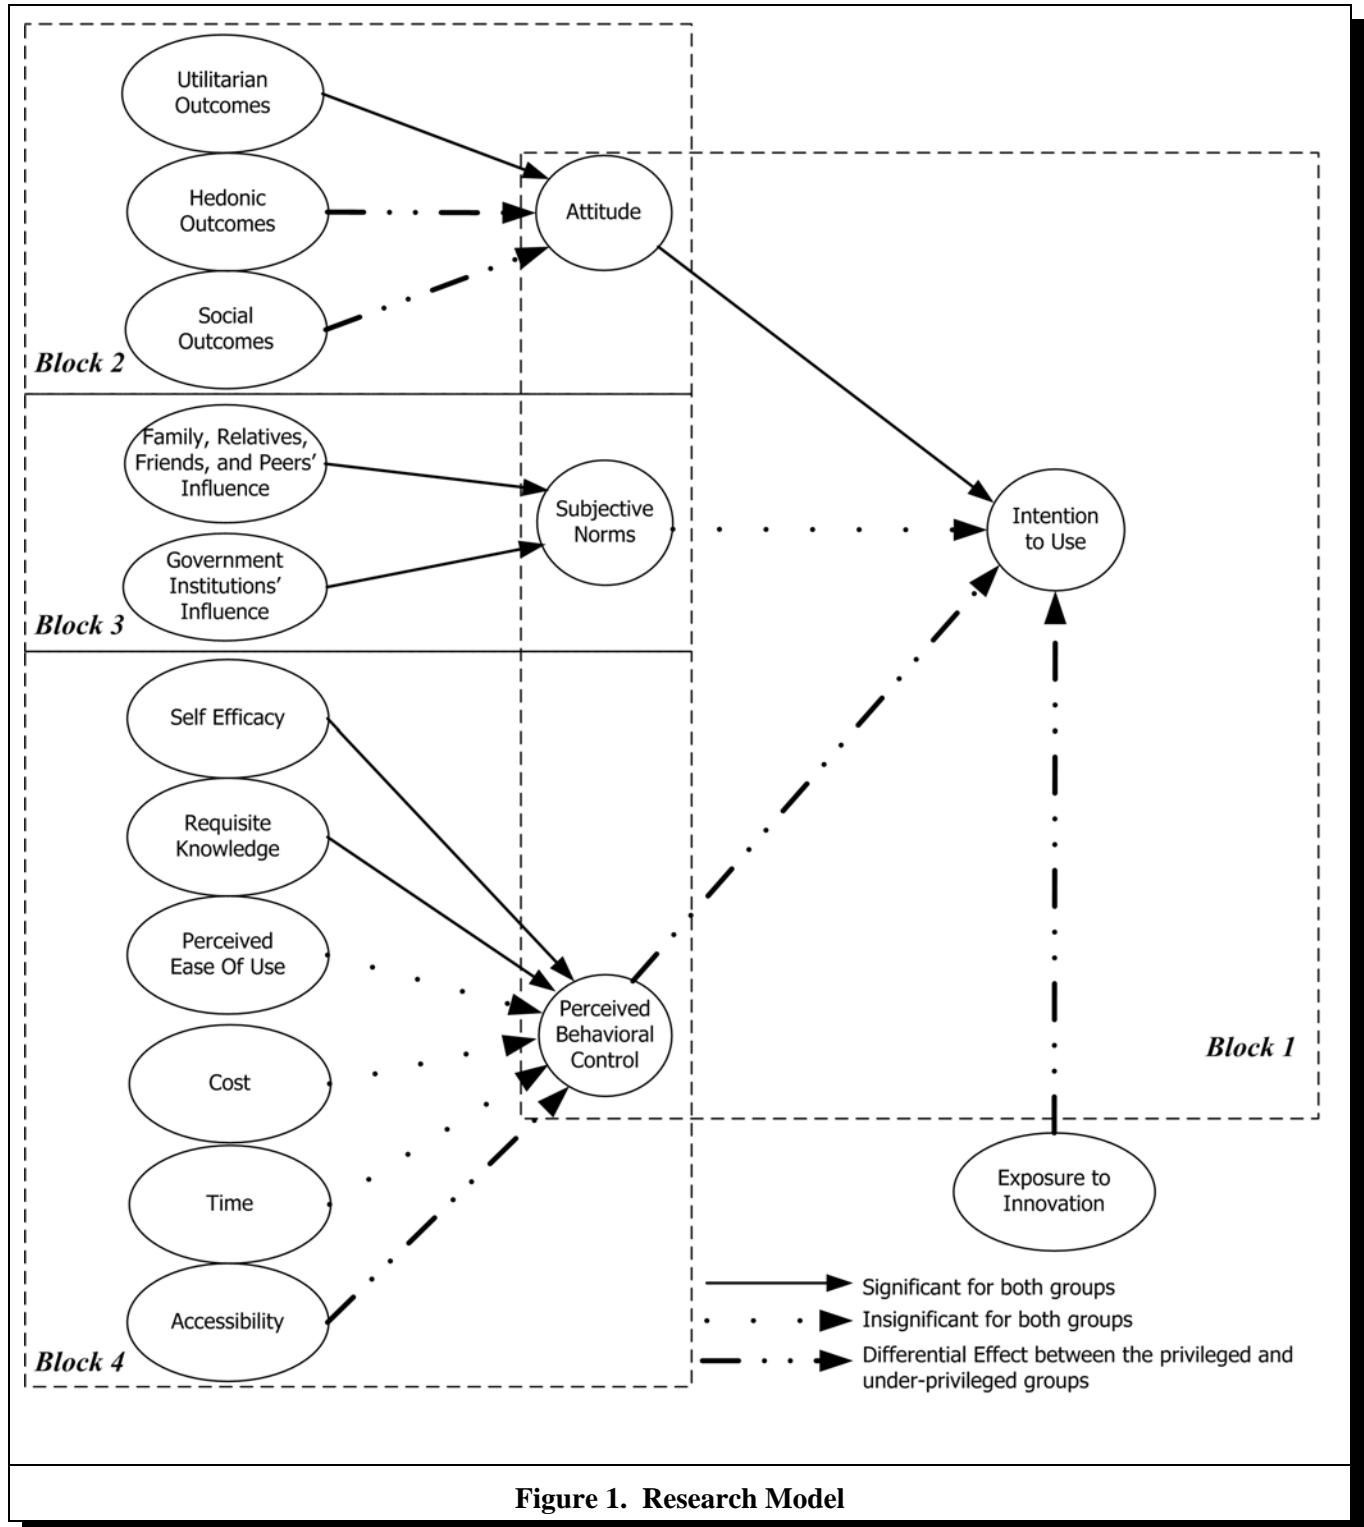 Utilitarian
Outcomes
Hedonic
Outcomes
Social
Outcomes
Attitude
Block 2
Family, Relatives,
Friends, and Peers’
Influence
Government
Institutions’
Influence
Subjective
Norms
Intention
to Use
Block 3
Self Efficacy
Requisite
Knowledge
Perceived
Ease Of Use
Cost
Time
Accessibility
Perceived
Behavioral
Control
Block 1
Exposure to
Innovation
Block 4
Significant for both groups
Insignificant for both groups
Differential Effect between the privileged and
under-privileged groups
Figure 1. Research Model